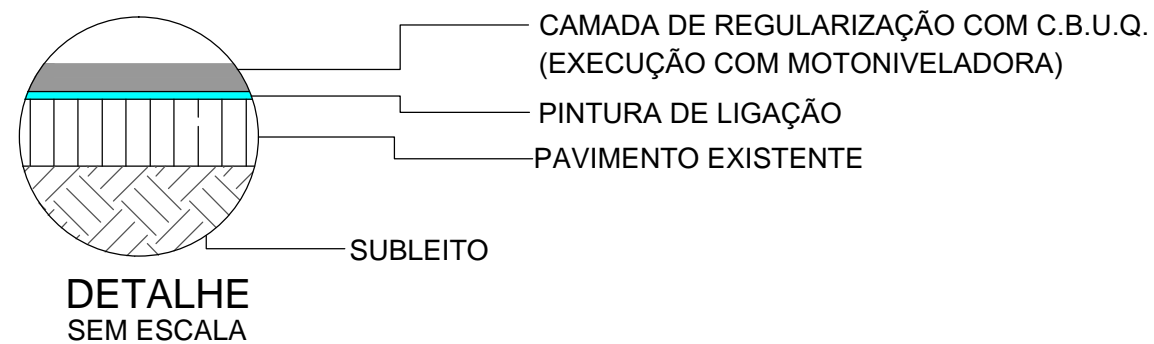 CAMADA DE REGULARIZAÇÃO COM C.B.U.Q.
(EXECUÇÃO COM MOTONIVELADORA)
PINTURA DE LIGAÇÃO
PAVIMENTO EXISTENTE
SUBLEITO
DETALHE
SEM ESCALA